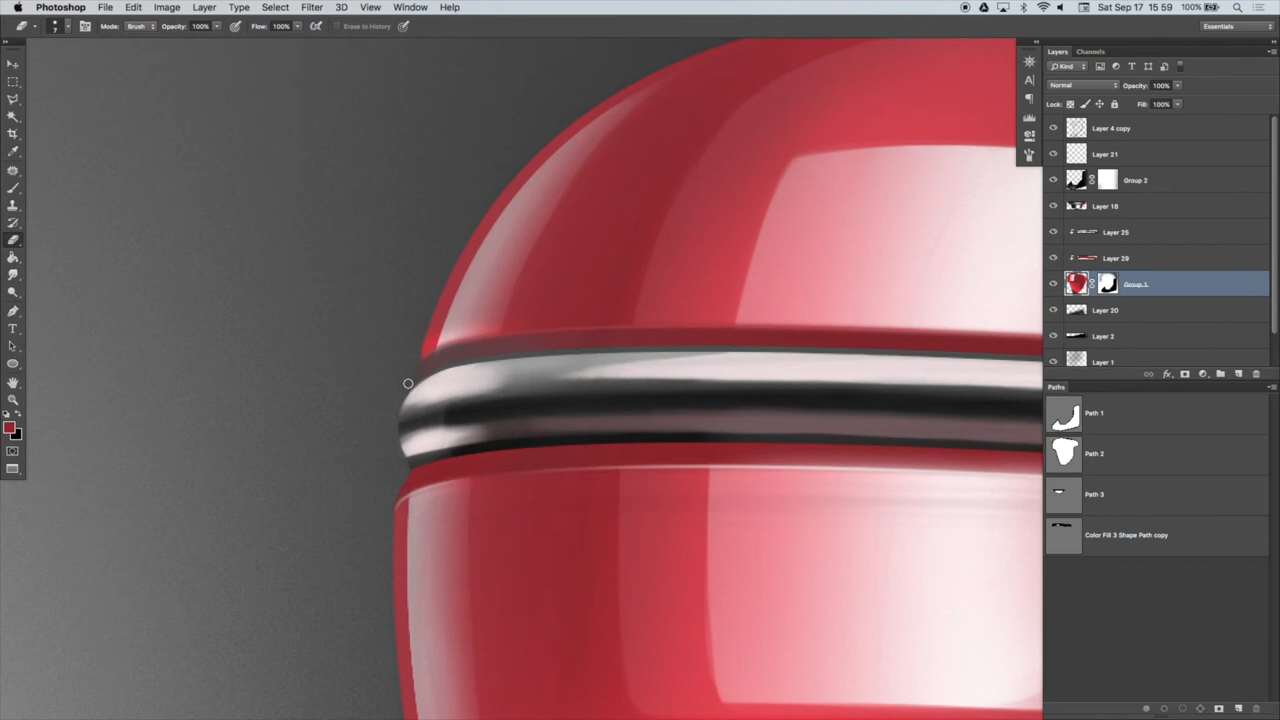 Photoshop File Edit Image Layer Type Select Filter 3D View Window Help Sat Sep 17 15 59 100%
7 Mode: Brush Opacity: 100% Flow: 100% Erase to History Essentials
Layers Channels
Kind
Normal Opacity: 100%
Lock: Fill: 100%
Layer 4 copy
Layer 21
Group 2
Layer 18
Layer 25
Layer 29
Group 1
Layer 20
Layer 2
Layer 1
Paths
Path 1
Path 2
Path 3
Color Fill 3 Shape Path copy